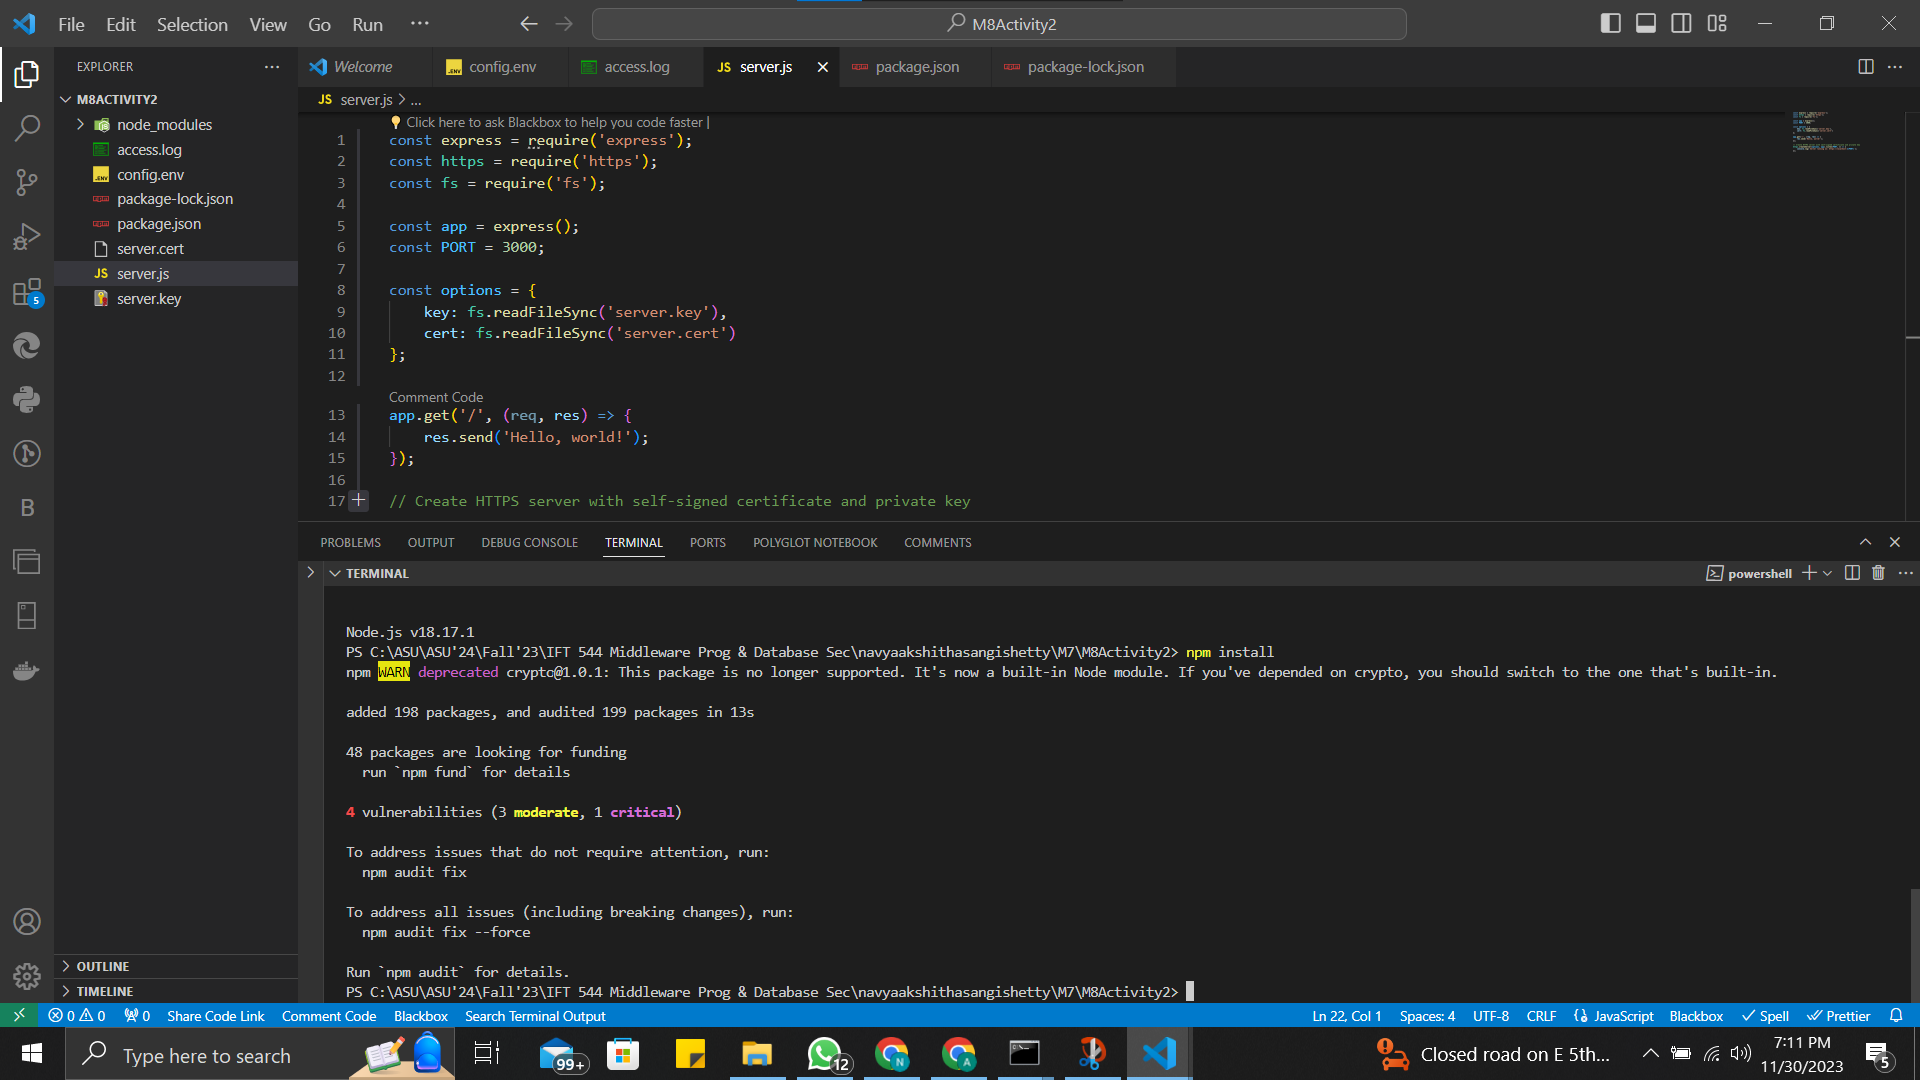 File Edit Selection View Go Run ···
M8Activity2
EXPLORER ···
Welcome
config.env
access.log
JS server.js
package.json
package-lock.json
M8ACTIVITY2
node_modules
access.log
config.env
package-lock.json
package.json
server.cert
JS server.js
server.key
JS server.js > ...
Click here to ask Blackbox to help you code faster |
1 const express = require('express');
2 const https = require('https');
3 const fs = require('fs');
4
5 const app = express();
6 const PORT = 3000;
7
8 const options = {
9 key: fs.readFileSync('server.key'),
10 cert: fs.readFileSync('server.cert')
11 };
12
Comment Code
13 app.get('/', (req, res) => {
14 res.send('Hello, world!');
15 });
16
17 // Create HTTPS server with self-signed certificate and private key
PROBLEMS OUTPUT DEBUG CONSOLE TERMINAL PORTS POLYGLOT NOTEBOOK COMMENTS
TERMINAL
powershell
Node.js v18.17.1
PS C:\ASU\ASU'24\Fall'23\IFT 544 Middleware Prog & Database Sec\navyaakshithasangishetty\M7\M8Activity2> npm install
npm WARN deprecated crypto@1.0.1: This package is no longer supported. It's now a built-in Node module. If you've depended on crypto, you should switch to the one that's built-in.
added 198 packages, and audited 199 packages in 13s
48 packages are looking for funding
run `npm fund` for details
4 vulnerabilities (3 moderate, 1 critical)
To address issues that do not require attention, run:
npm audit fix
To address all issues (including breaking changes), run:
npm audit fix --force
Run `npm audit` for details.
PS C:\ASU\ASU'24\Fall'23\IFT 544 Middleware Prog & Database Sec\navyaakshithasangishetty\M7\M8Activity2>
5
B
OUTLINE
TIMELINE
0 0 0 Share Code Link Comment Code Blackbox Search Terminal Output
Ln 22, Col 1 Spaces: 4 UTF-8 CRLF {} JavaScript Blackbox Spell Prettier
Type here to search
99+
12
N
A
Closed road on E 5th...
7:11 PM
11/30/2023
5